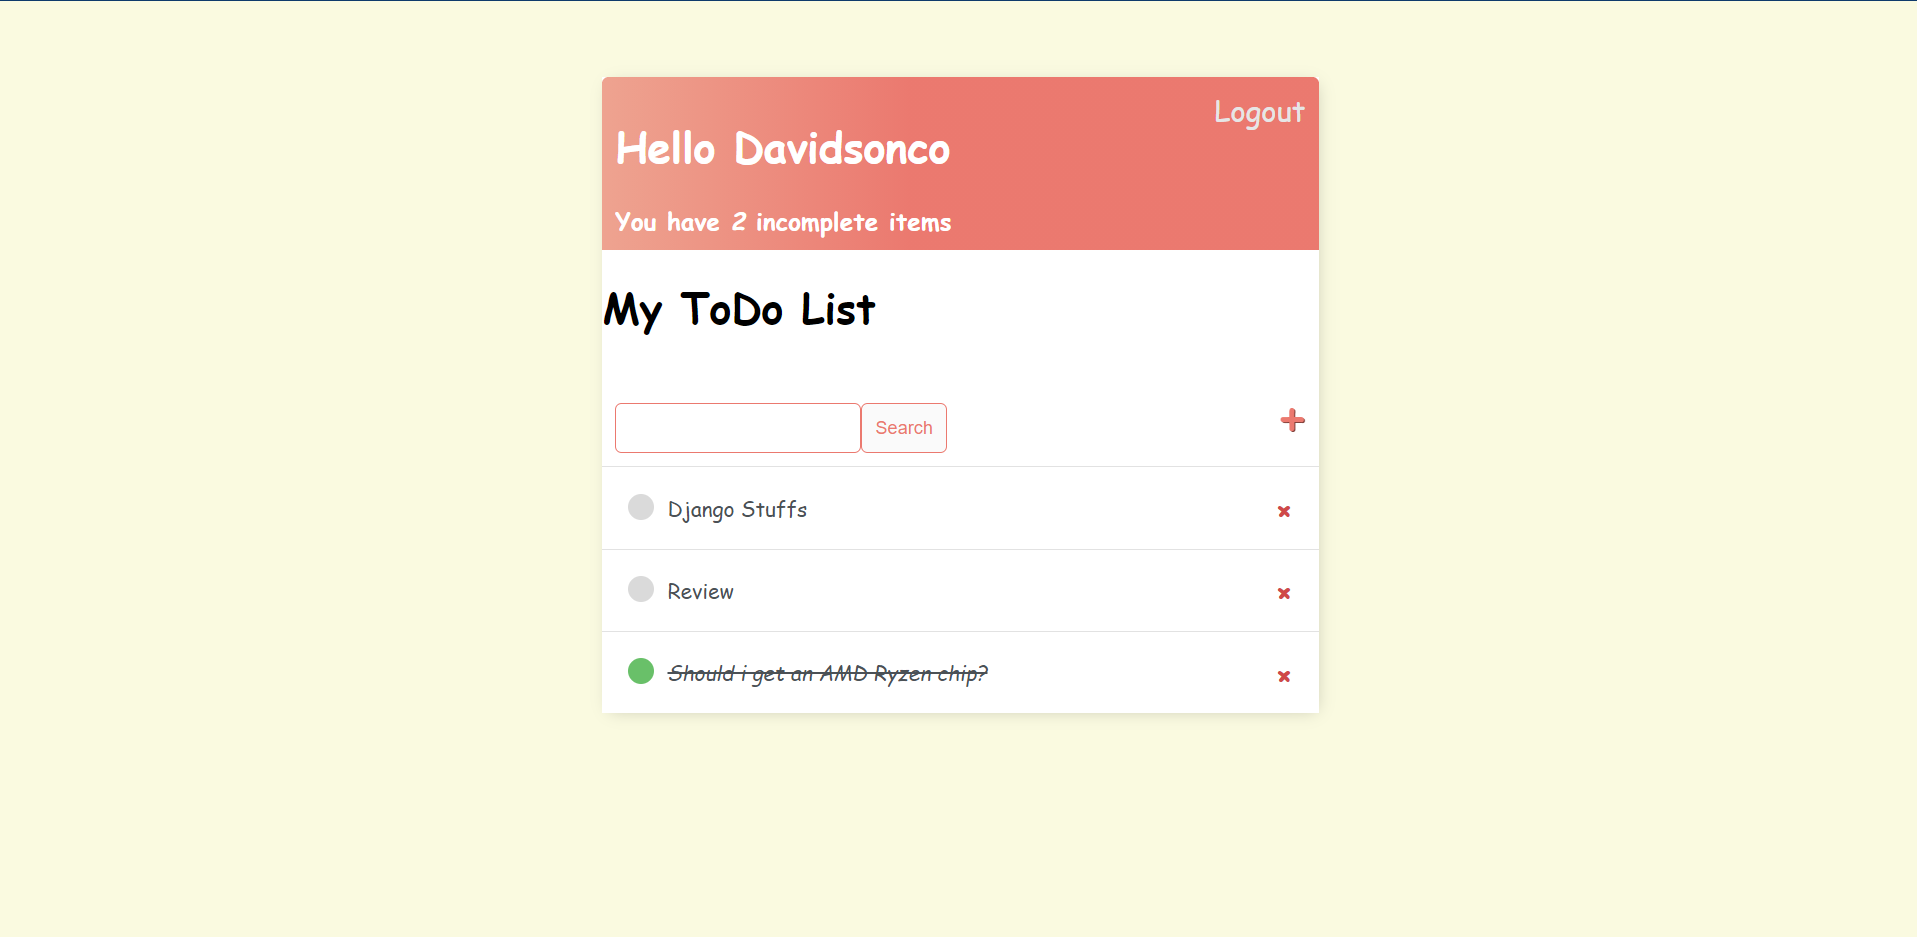 Logout
Hello Davidsonco
You have 2 incomplete items
My ToDo List
Search
Django Stuffs
Review
Should i get an AMD Ryzen chip?